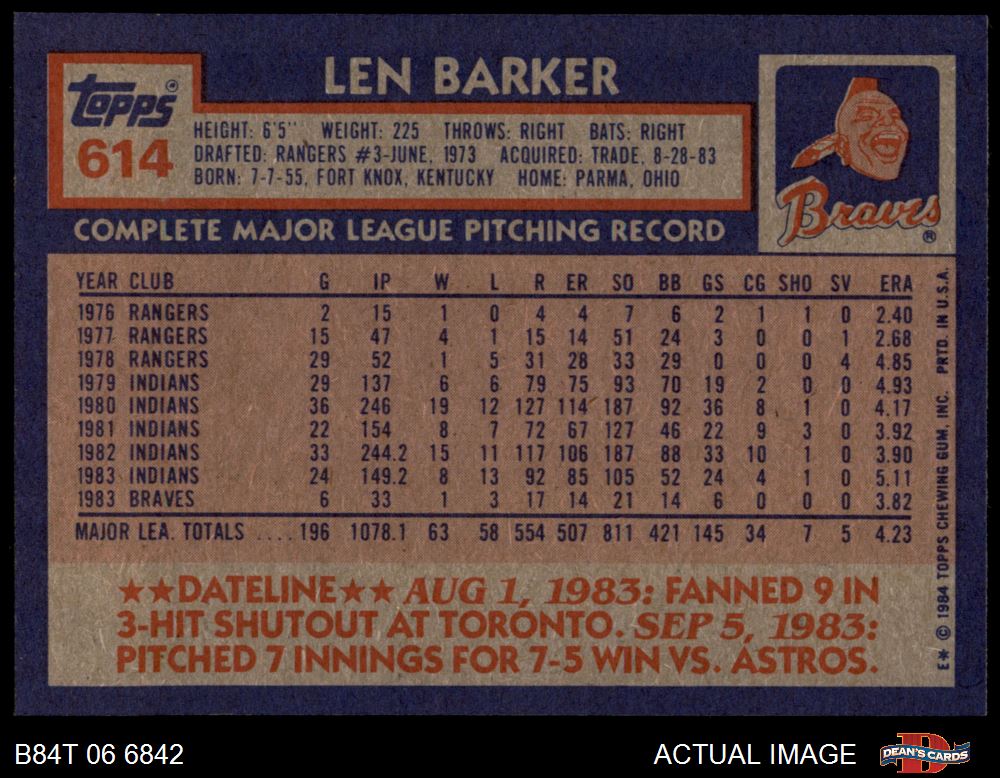 LEN BARKER
TOPPS ®
614
HEIGHT: 6'5" WEIGHT: 225 THROWS: RIGHT BATS: RIGHT
DRAFTED: RANGERS #3-JUNE, 1973 ACQUIRED: TRADE, 8-28-83
BORN: 7-7-55, FORT KNOX, KENTUCKY HOME: PARMA, OHIO
Braves ®
COMPLETE MAJOR LEAGUE PITCHING RECORD
YEAR CLUB G IP W L R ER SO BB GS CG SHO SV ERA
1976 RANGERS 2 15 1 0 4 4 7 6 2 1 1 0 2.40
1977 RANGERS 15 47 4 1 15 14 51 24 3 0 0 1 2.68
1978 RANGERS 29 52 1 5 31 28 33 29 0 0 0 4 4.85
1979 INDIANS 29 137 6 6 79 75 93 70 19 2 0 0 4.93
1980 INDIANS 36 246 19 12 127 114 187 92 36 8 1 0 4.17
1981 INDIANS 22 154 8 7 72 67 127 46 22 9 3 0 3.92
1982 INDIANS 33 244.2 15 11 117 106 187 88 33 10 1 0 3.90
1983 INDIANS 24 149.2 8 13 92 85 105 52 24 4 1 0 5.11
1983 BRAVES 6 33 1 3 17 14 21 14 6 0 0 0 3.82
MAJOR LEA. TOTALS .... 196 1078.1 63 58 554 507 811 421 145 34 7 5 4.23
★★DATELINE★★ AUG 1, 1983: FANNED 9 IN
3-HIT SHUTOUT AT TORONTO. SEP 5, 1983:
PITCHED 7 INNINGS FOR 7-5 WIN VS. ASTROS.
E* © 1984 TOPPS CHEWING GUM, INC. PRTD. IN U.S.A.
B84T 06 6842
ACTUAL IMAGE
DEAN'S CARDS